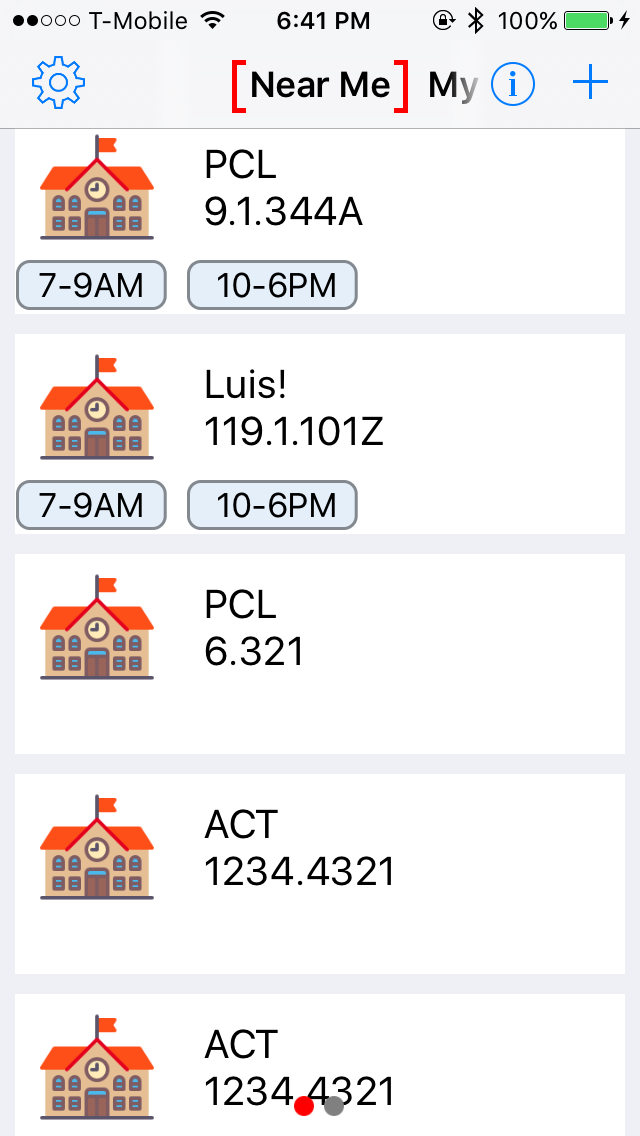 T-Mobile 6:41 PM 100%
[Near Me] My i +
PCL
9.1.344A
7-9AM 10-6PM
Luis!
119.1.101Z
7-9AM 10-6PM
PCL
6.321
ACT
1234.4321
ACT
1234.4321